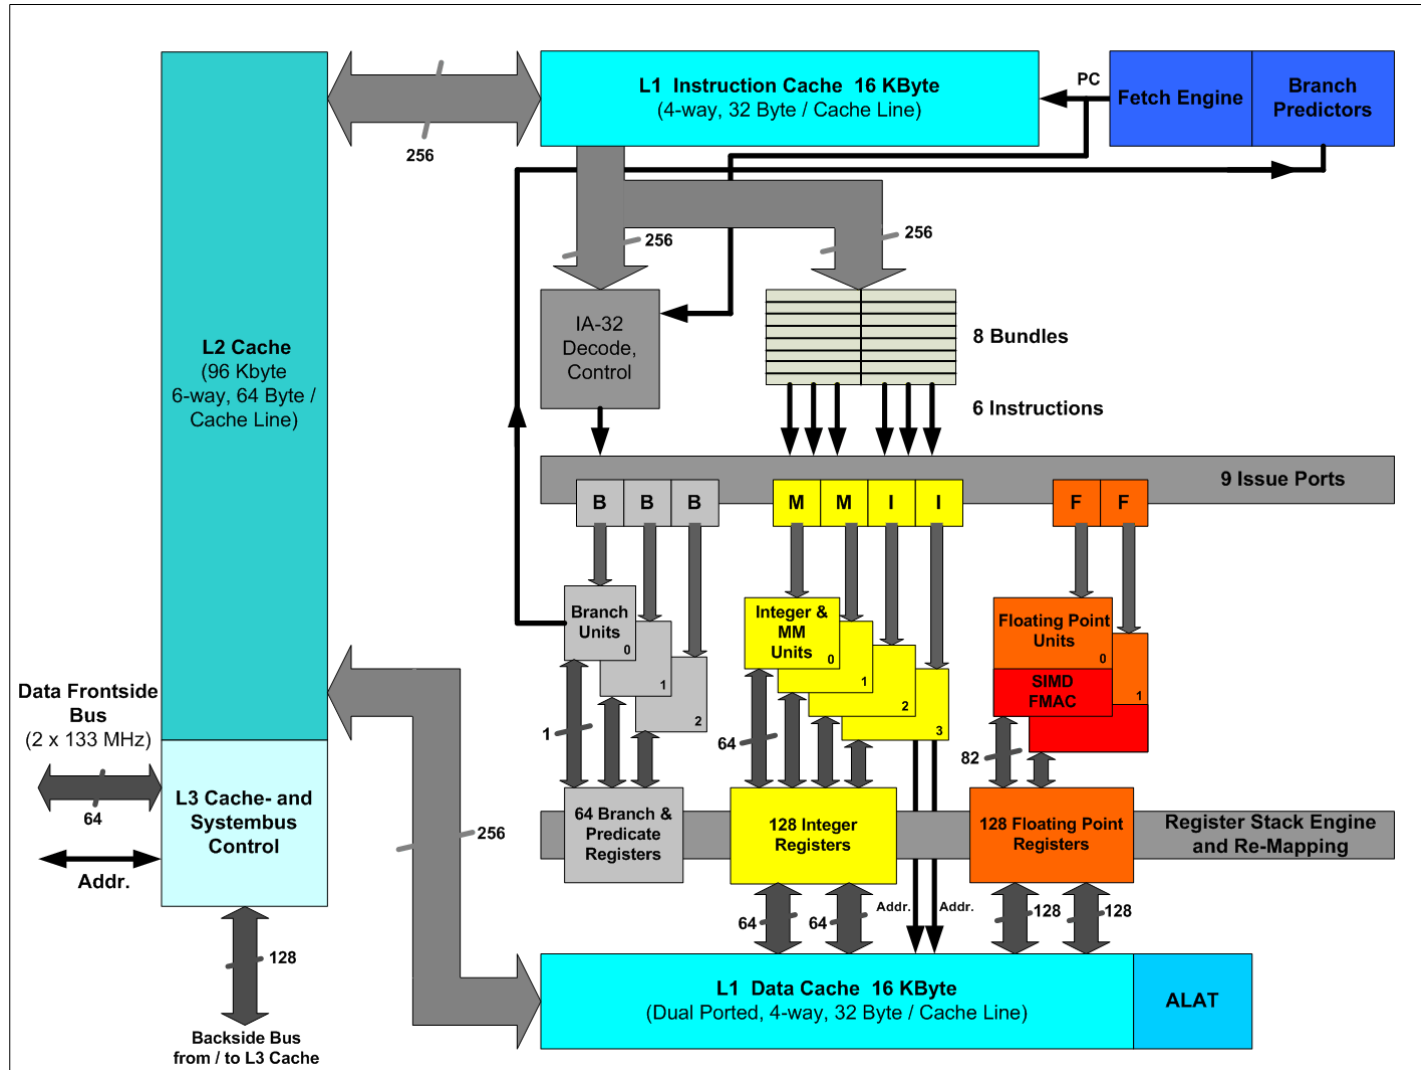 L1  Instruction Cache  16 KByte
(4-way, 32 Byte / Cache Line)
PC
Fetch Engine
Branch
Predictors
256
256
256
L2 Cache
(96 Kbyte
6-way, 64 Byte /
Cache Line)
IA-32
Decode,
Control
8 Bundles
6 Instructions
9 Issue Ports
B
B
B
M
M
I
I
F
F
Branch
Units
0
1
2
Integer &
MM
Units
0
1
2
3
Floating Point
Units
0
SIMD
FMAC
1
Data Frontside
Bus
(2 x 133 MHz)
64
Addr.
L3 Cache- and
Systembus
Control
1
64
82
256
64 Branch &
Predicate
Registers
128 Integer
Registers
128 Floating Point
Registers
Register Stack Engine
and Re-Mapping
64
64
Addr.
Addr.
128
128
128
L1  Data Cache  16 KByte
(Dual Ported, 4-way, 32 Byte / Cache Line)
ALAT
Backside Bus
from / to L3 Cache